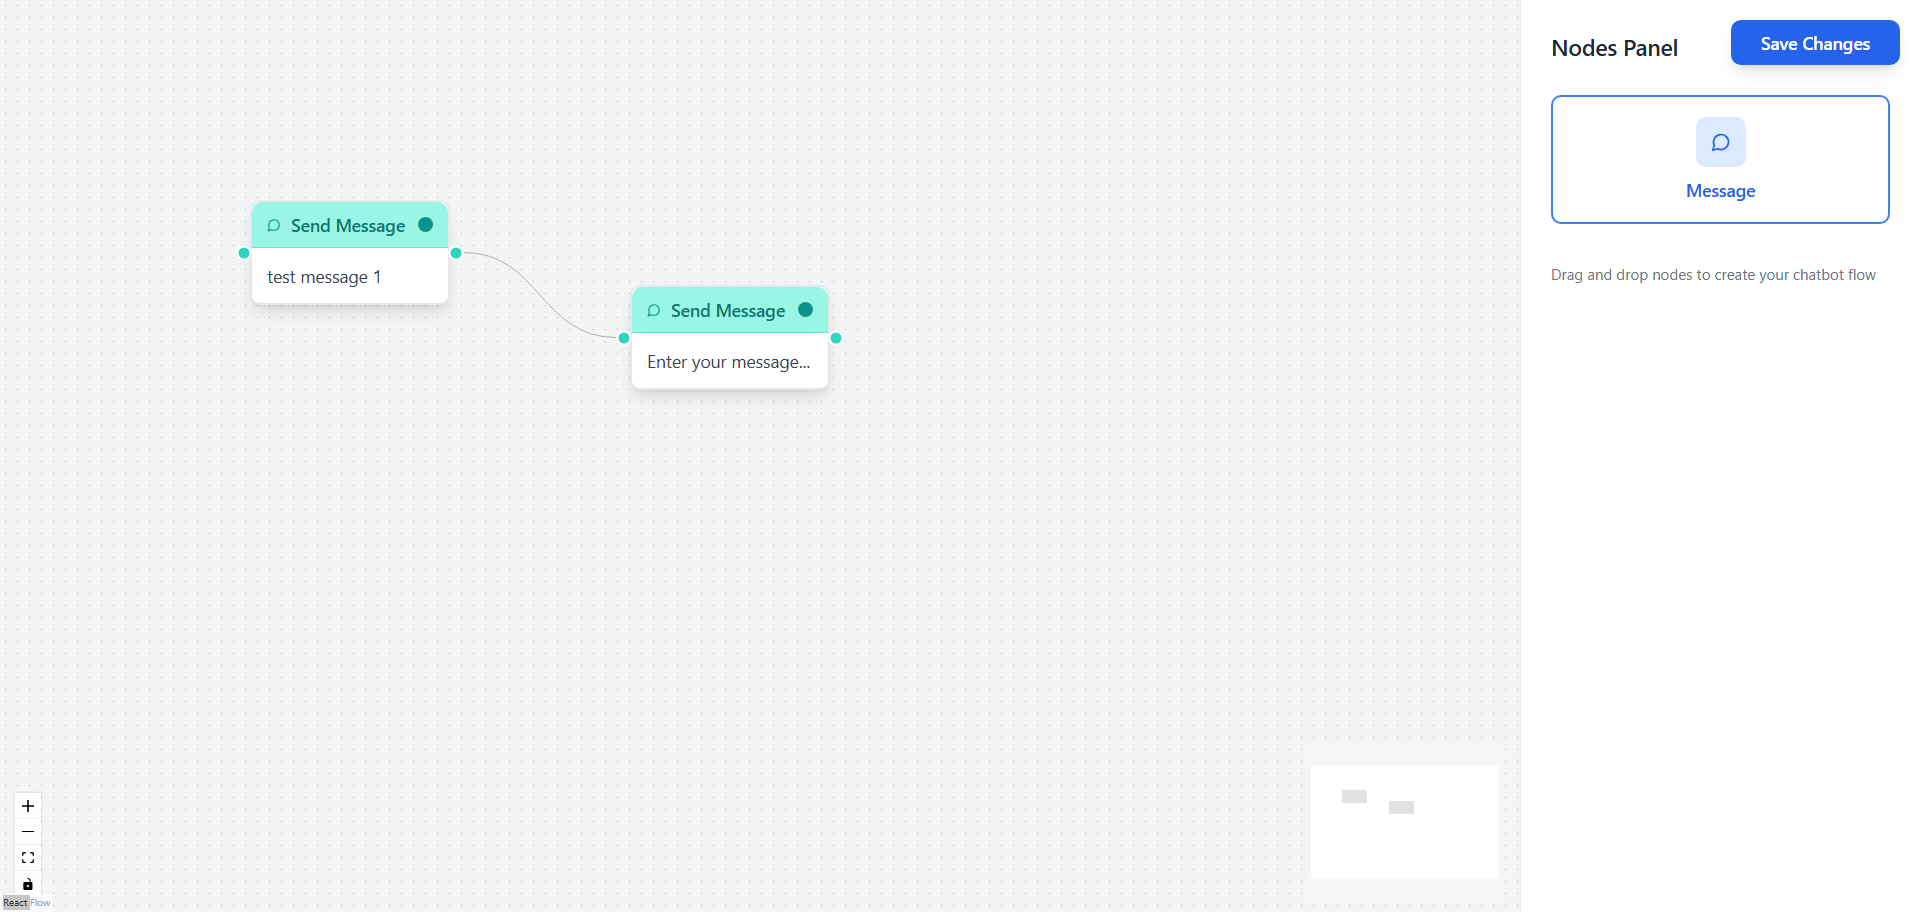 Nodes Panel
Save Changes
Message
Drag and drop nodes to create your chatbot flow
Send Message
test message 1
Send Message
Enter your message...
React Flow